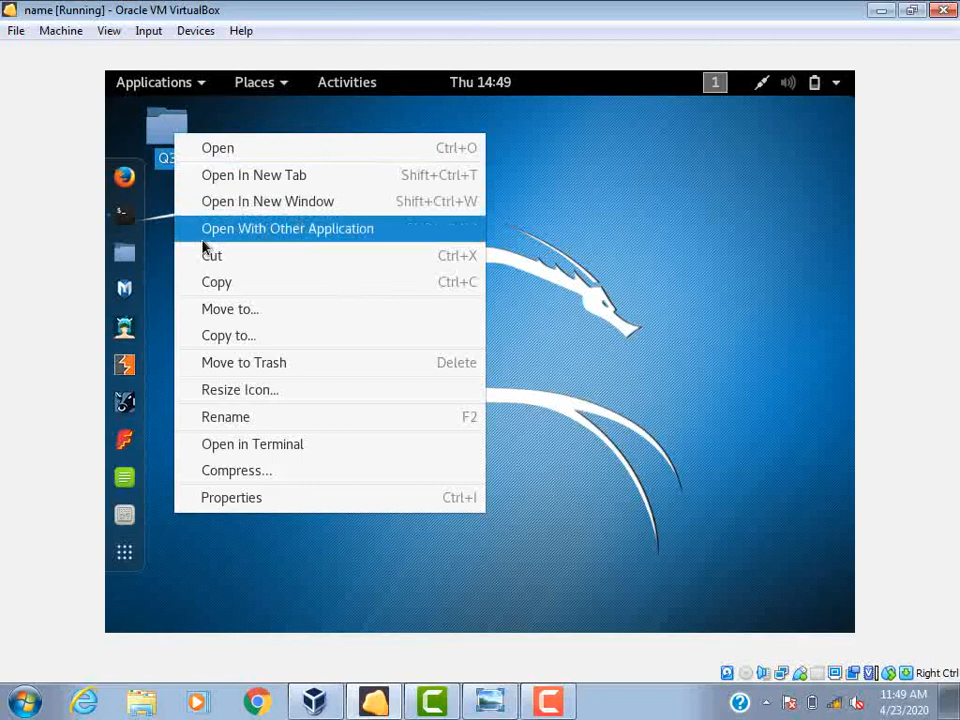 name [Running] - Oracle VM VirtualBox
File Machine View Input Devices Help
Applications Places Activities Thu 14:49 1
Open Ctrl+O
Open In New Tab Shift+Ctrl+T
Open In New Window Shift+Ctrl+W
Open With Other Application
Cut Ctrl+X
Copy Ctrl+C
Move to...
Copy to...
Move to Trash Delete
Resize Icon...
Rename F2
Open in Terminal
Compress...
Properties Ctrl+I
Right Ctrl
11:49 AM
4/23/2020